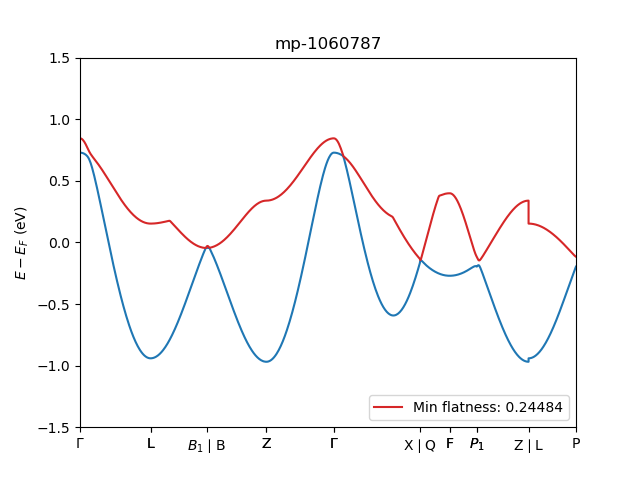 mp-1060787
E − E_F (eV)
1.5
1.0
0.5
0.0
−0.5
−1.0
−1.5
Min flatness: 0.24484
Γ L B₁ | B Z Γ X | Q F P₁ Z | L P